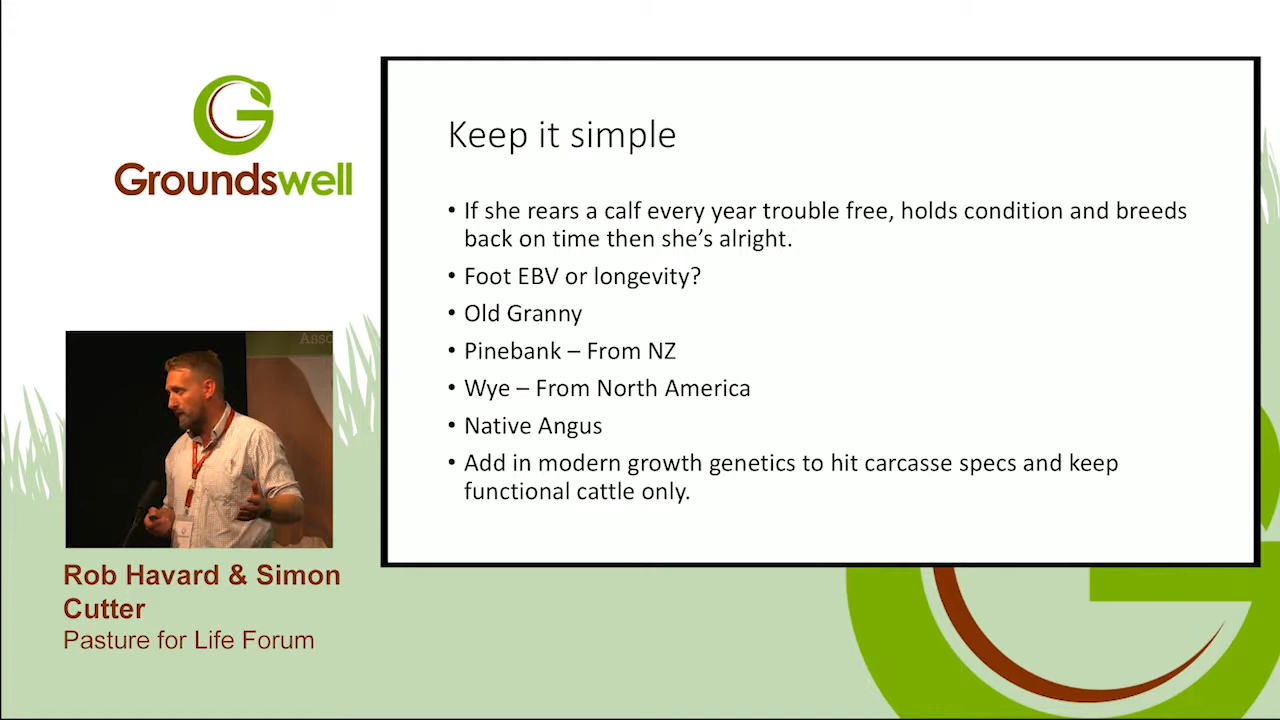 Groundswell
Keep it simple
• If she rears a calf every year trouble free, holds condition and breeds
back on time then she's alright.
• Foot EBV or longevity?
• Old Granny
• Pinebank – From NZ
• Wye – From North America
• Native Angus
• Add in modern growth genetics to hit carcasse specs and keep
functional cattle only.
Asso
Rob Havard & Simon
Cutter
Pasture for Life Forum